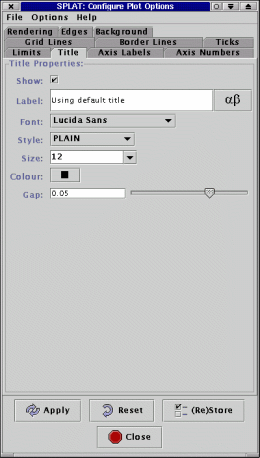 SPLAT: Configure Plot Options
File Options Help
Rendering Edges Background
Grid Lines Border Lines Ticks
Limits Title Axis Labels Axis Numbers
Title Properties:
Show:
Label: Using default title αβ
Font: Lucida Sans
Style: PLAIN
Size: 12
Colour:
Gap: 0.05
Apply Reset (Re)Store
Close